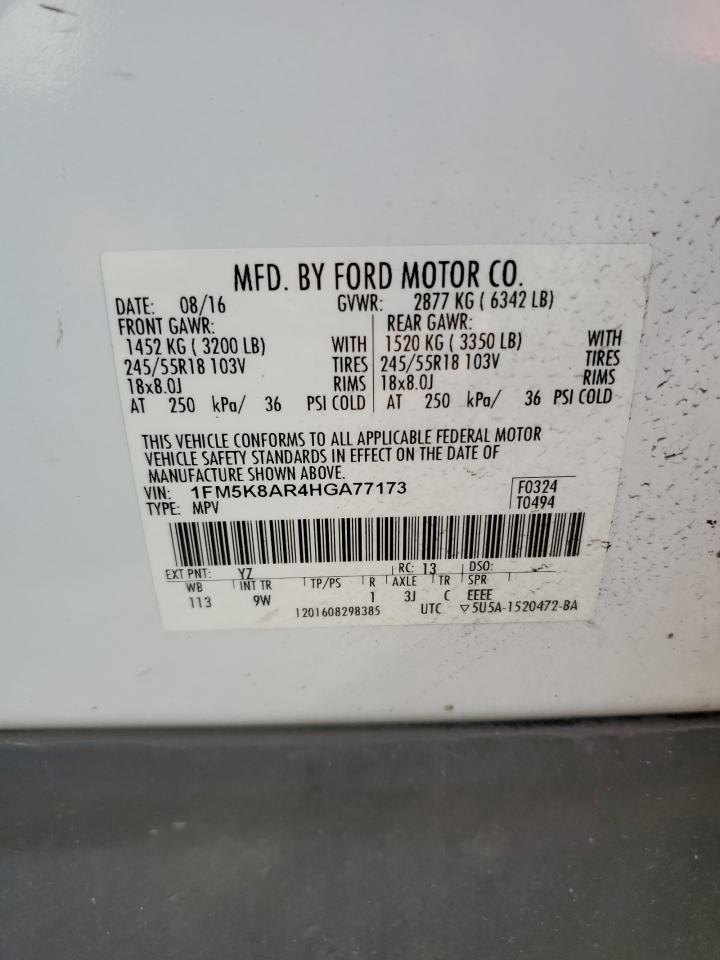 MFD. BY FORD MOTOR CO.
DATE: 08/16 GVWR: 2877 KG ( 6342 LB)
FRONT GAWR: REAR GAWR:
1452 KG ( 3200 LB) WITH 1520 KG ( 3350 LB) WITH
245/55R18 103V TIRES 245/55R18 103V TIRES
18x8.0J RIMS 18x8.0J RIMS
AT 250 kPa/ 36 PSI COLD AT 250 kPa/ 36 PSI COLD
THIS VEHICLE CONFORMS TO ALL APPLICABLE FEDERAL MOTOR
VEHICLE SAFETY STANDARDS IN EFFECT ON THE DATE OF
MANUFACTURE SHOWN ABOVE.
VIN: 1FM5K8AR4HGA77173 F0324
TYPE: MPV T0494
EXT PNT: YZ RC: 13 DSO:
WB INT TR TP/PS R AXLE TR SPR
113 9W 1 3J C EEEE
1201608298385 UTC ▽5U5A-1520472-BA